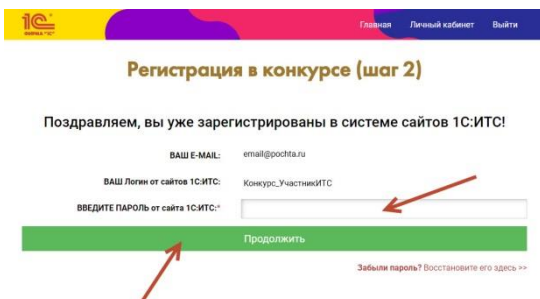 1С
ФИРМА "1С"
Главная Личный кабинет Выйти
Регистрация в конкурсе (шаг 2)
Поздравляем, вы уже зарегистрированы в системе сайтов 1С:ИТС!
ВАШ E-MAIL: email@pochta.ru
ВАШ Логин от сайтов 1С:ИТС: Конкурс_УчастникИТС
ВВЕДИТЕ ПАРОЛЬ от сайта 1С:ИТС:*
Продолжить
Забыли пароль? Восстановите его здесь >>